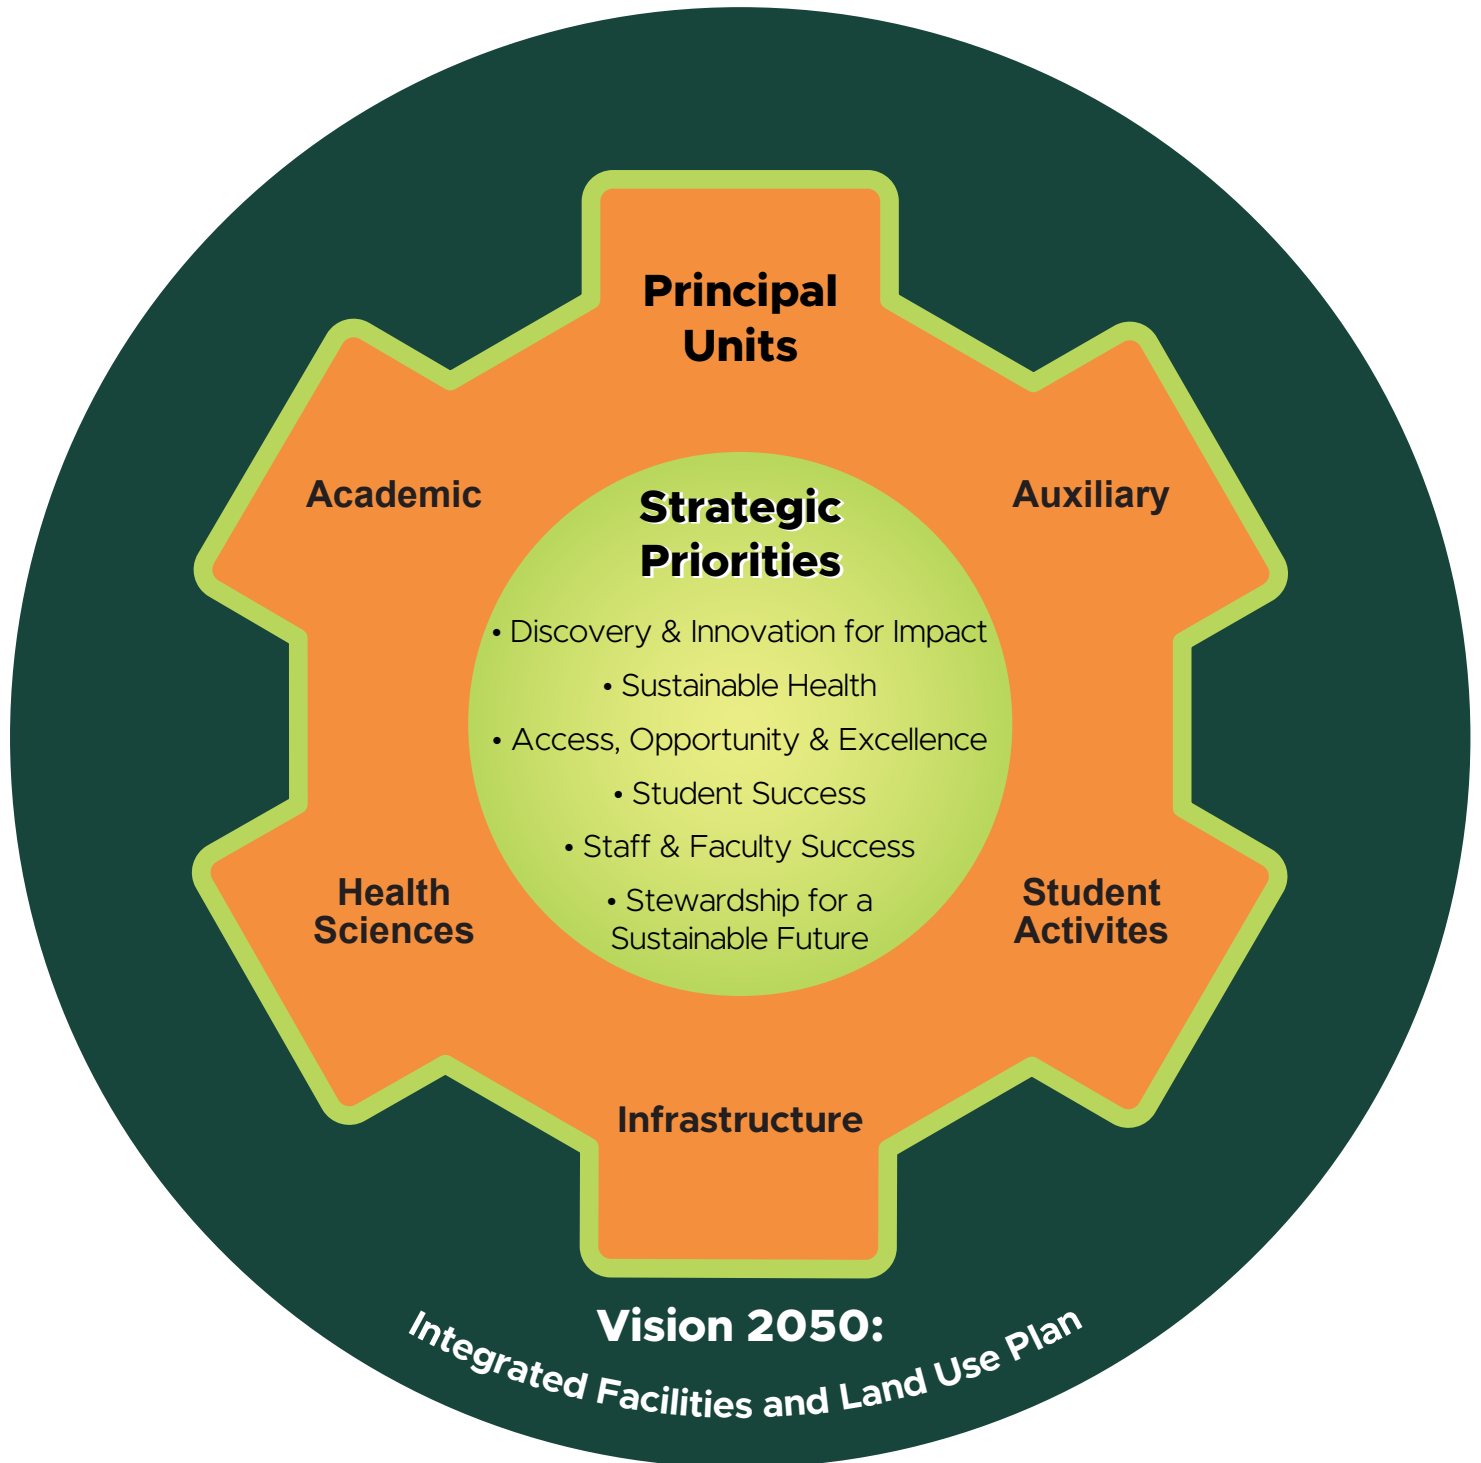 Principal
Units
Academic
Auxiliary
Strategic
Priorities
• Discovery & Innovation for Impact
• Sustainable Health
• Access, Opportunity & Excellence
• Student Success
• Staff & Faculty Success
• Stewardship for a
Sustainable Future
Health
Sciences
Student
Activites
Infrastructure
Vision 2050:
Integrated Facilities and Land Use Plan